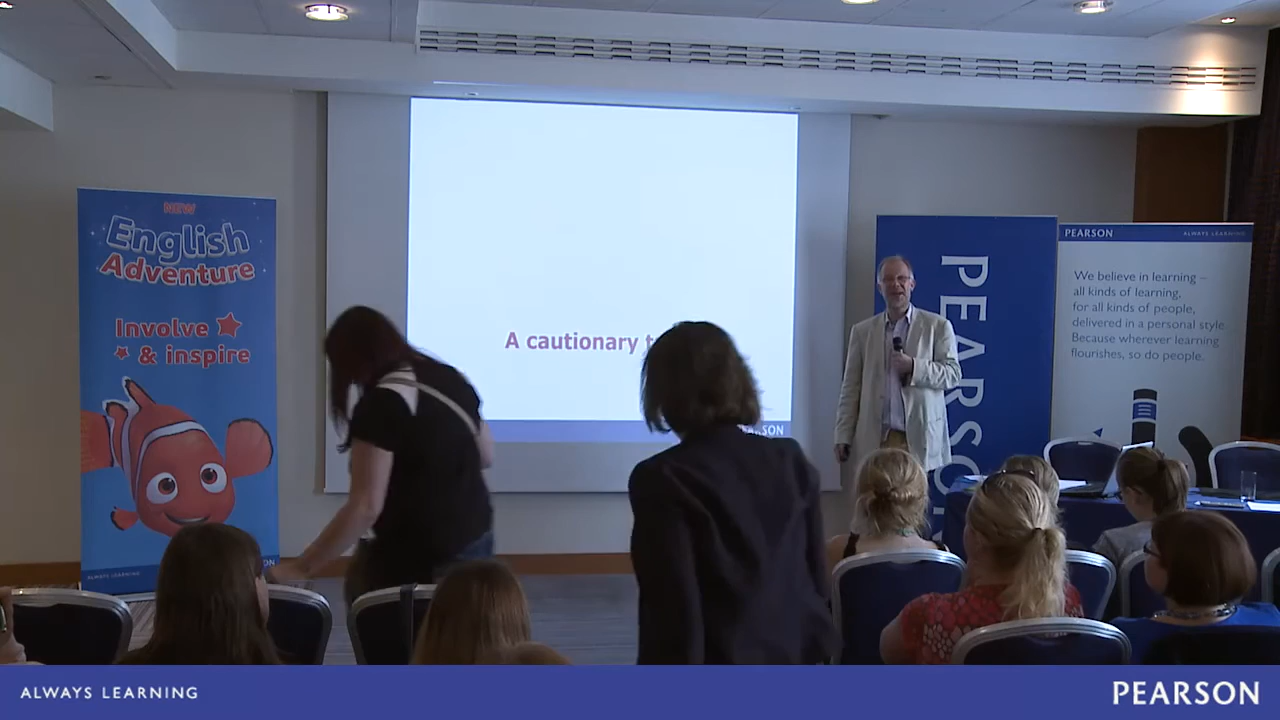 NEW
English
Adventure
Involve
& inspire
ALWAYS LEARNING
A cautionary
PEARSON
PEARSON
ALWAYS LEARNING
We believe in learning –
all kinds of learning,
for all kinds of people,
delivered in a personal style.
Because wherever learning
flourishes, so do people.
ALWAYS LEARNING
PEARSON